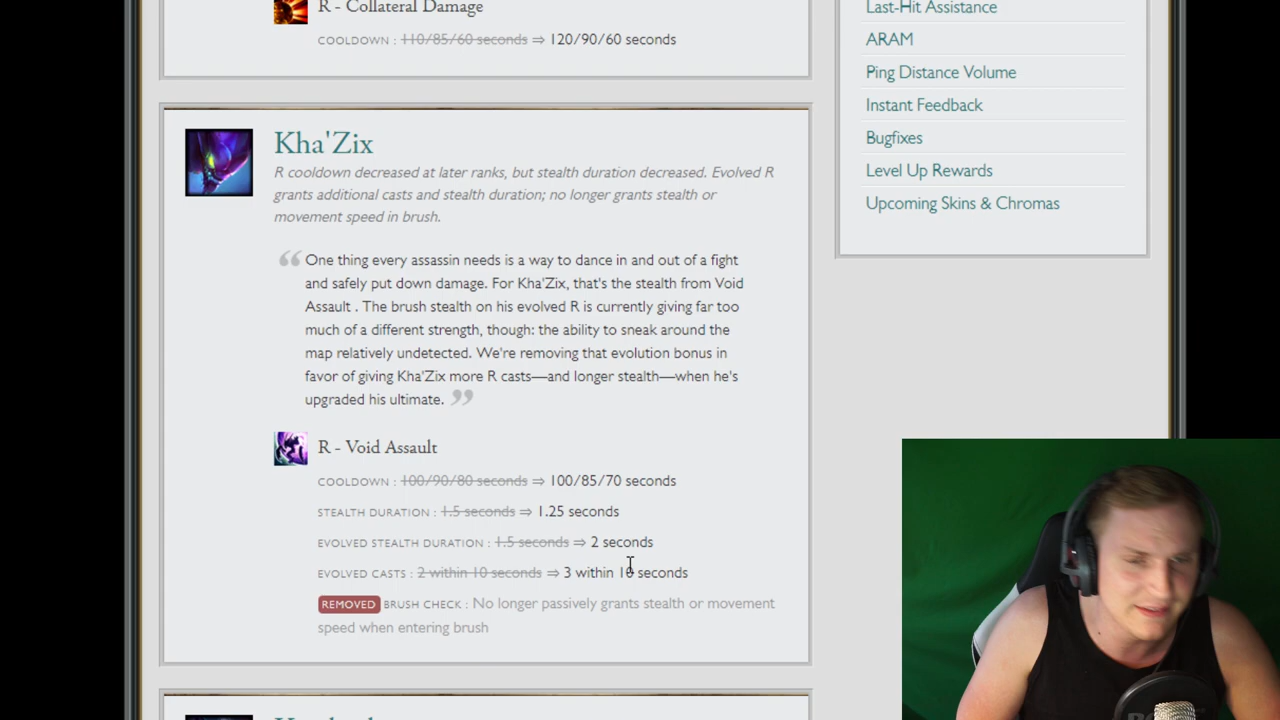 R - Collateral Damage
COOLDOWN : 110/85/60 seconds ⇒ 120/90/60 seconds
Kha'Zix
R cooldown decreased at later ranks, but stealth duration decreased. Evolved R
grants additional casts and stealth duration; no longer grants stealth or
movement speed in brush.
“ One thing every assassin needs is a way to dance in and out of a fight
and safely put down damage. For Kha'Zix, that's the stealth from Void
Assault . The brush stealth on his evolved R is currently giving far too
much of a different strength, though: the ability to sneak around the
map relatively undetected. We're removing that evolution bonus in
favor of giving Kha'Zix more R casts—and longer stealth—when he's
upgraded his ultimate. ”
R - Void Assault
COOLDOWN : 100/90/80 seconds ⇒ 100/85/70 seconds
STEALTH DURATION : 1.5 seconds ⇒ 1.25 seconds
EVOLVED STEALTH DURATION : 1.5 seconds ⇒ 2 seconds
EVOLVED CASTS : 2 within 10 seconds ⇒ 3 within 10 seconds
REMOVED BRUSH CHECK : No longer passively grants stealth or movement
speed when entering brush
Last-Hit Assistance
ARAM
Ping Distance Volume
Instant Feedback
Bugfixes
Level Up Rewards
Upcoming Skins & Chromas